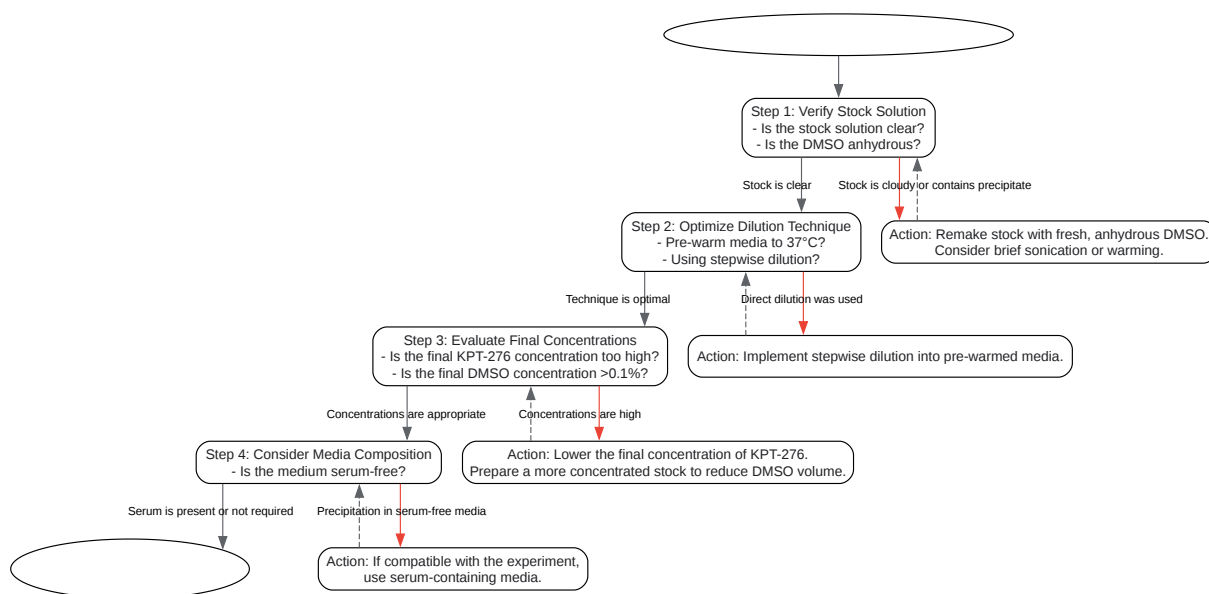 Step 1: Verify Stock Solution
- Is the stock solution clear?
- Is the DMSO anhydrous?
Stock is clear
Stock is cloudy or contains precipitate
Step 2: Optimize Dilution Technique
- Pre-warm media to 37°C?
- Using stepwise dilution?
Action: Remake stock with fresh, anhydrous DMSO.
Consider brief sonication or warming.
Technique is optimal
Direct dilution was used
Step 3: Evaluate Final Concentrations
- Is the final KPT-276 concentration too high?
- Is the final DMSO concentration >0.1%?
Action: Implement stepwise dilution into pre-warmed media.
Concentrations are appropriate
Concentrations are high
Step 4: Consider Media Composition
- Is the medium serum-free?
Action: Lower the final concentration of KPT-276.
Prepare a more concentrated stock to reduce DMSO volume.
Serum is present or not required
Precipitation in serum-free media
Action: If compatible with the experiment,
use serum-containing media.